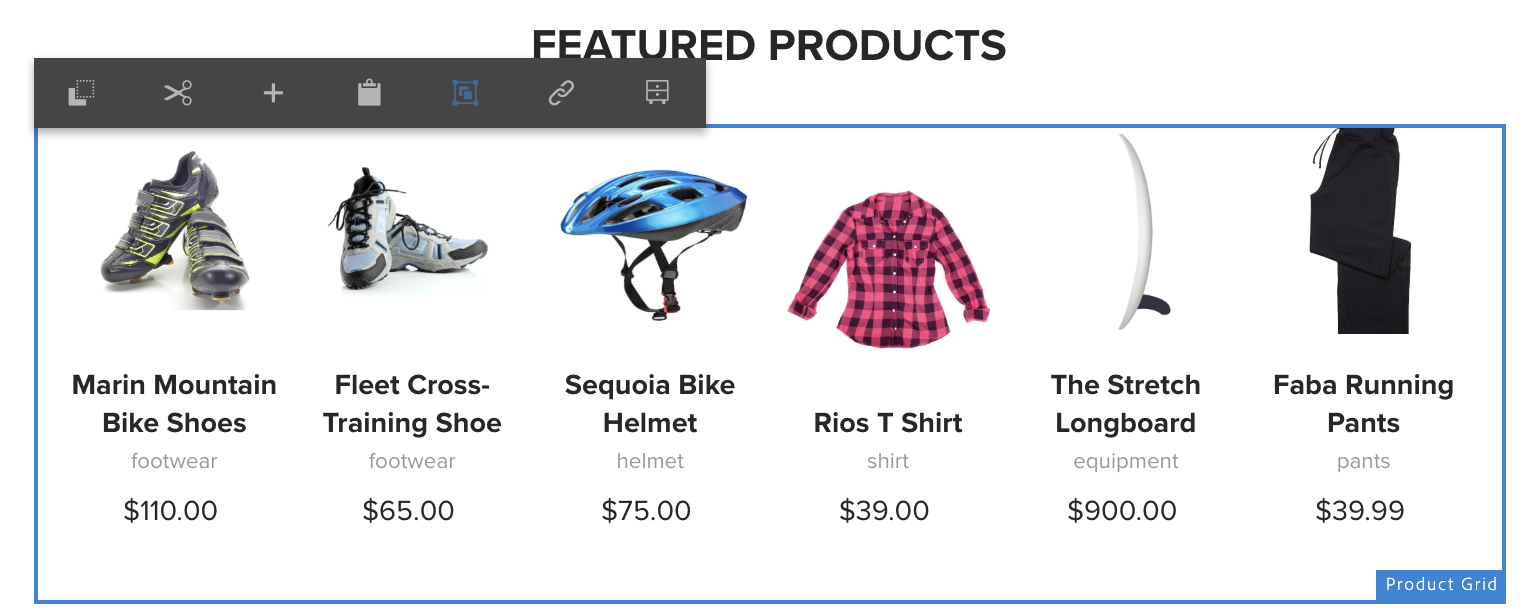 FEATURED PRODUCTS
Marin Mountain
Bike Shoes
footwear
$110.00
Fleet Cross-
Training Shoe
footwear
$65.00
Sequoia Bike
Helmet
helmet
$75.00
Rios T Shirt
shirt
$39.00
The Stretch
Longboard
equipment
$900.00
Faba Running
Pants
pants
$39.99
Product Grid